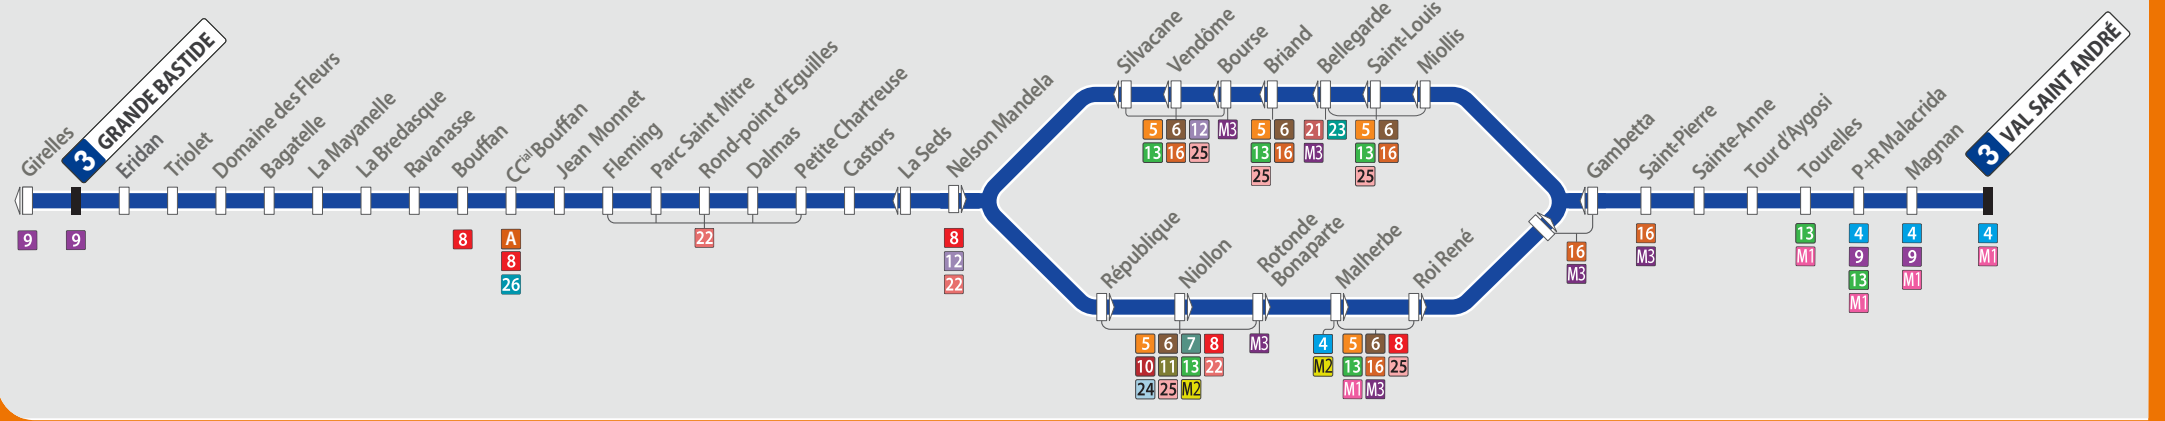 Girelles
3 GRANDE BASTIDE
Eridan
Triolet
Domaine des Fleurs
Bagatelle
La Mayanelle
La Bredasque
Ravanasse
Bouffan
CCial Bouffan
Jean Monnet
Fleming
Parc Saint Mitre
Rond-point d'Eguilles
Dalmas
Petite Chartreuse
Castors
La Seds
Nelson Mandela
9
9
8
A
8
26
22
8
12
22
Silvacane
Vendôme
Bourse
Briand
Bellegarde
Saint-Louis
Miollis
5 6 12 M3
13 16 25
5 6
13 16
25
21 23
M3
5 6
13 16
25
République
Niollon
Rotonde
Bonaparte
Malherbe
Roi René
5 6 7 8
10 11 13 22
24 25 M2
M3
4
M2
5 6 8
13 16 25
M1 M3
Gambetta
Saint-Pierre
Sainte-Anne
Tour d'Aygosi
Tourelles
P+R Malacrida
Magnan
3 VAL SAINT ANDRÉ
16
M3
16
M3
13
M1
4
9
13
M1
4
9
M1
4
M1